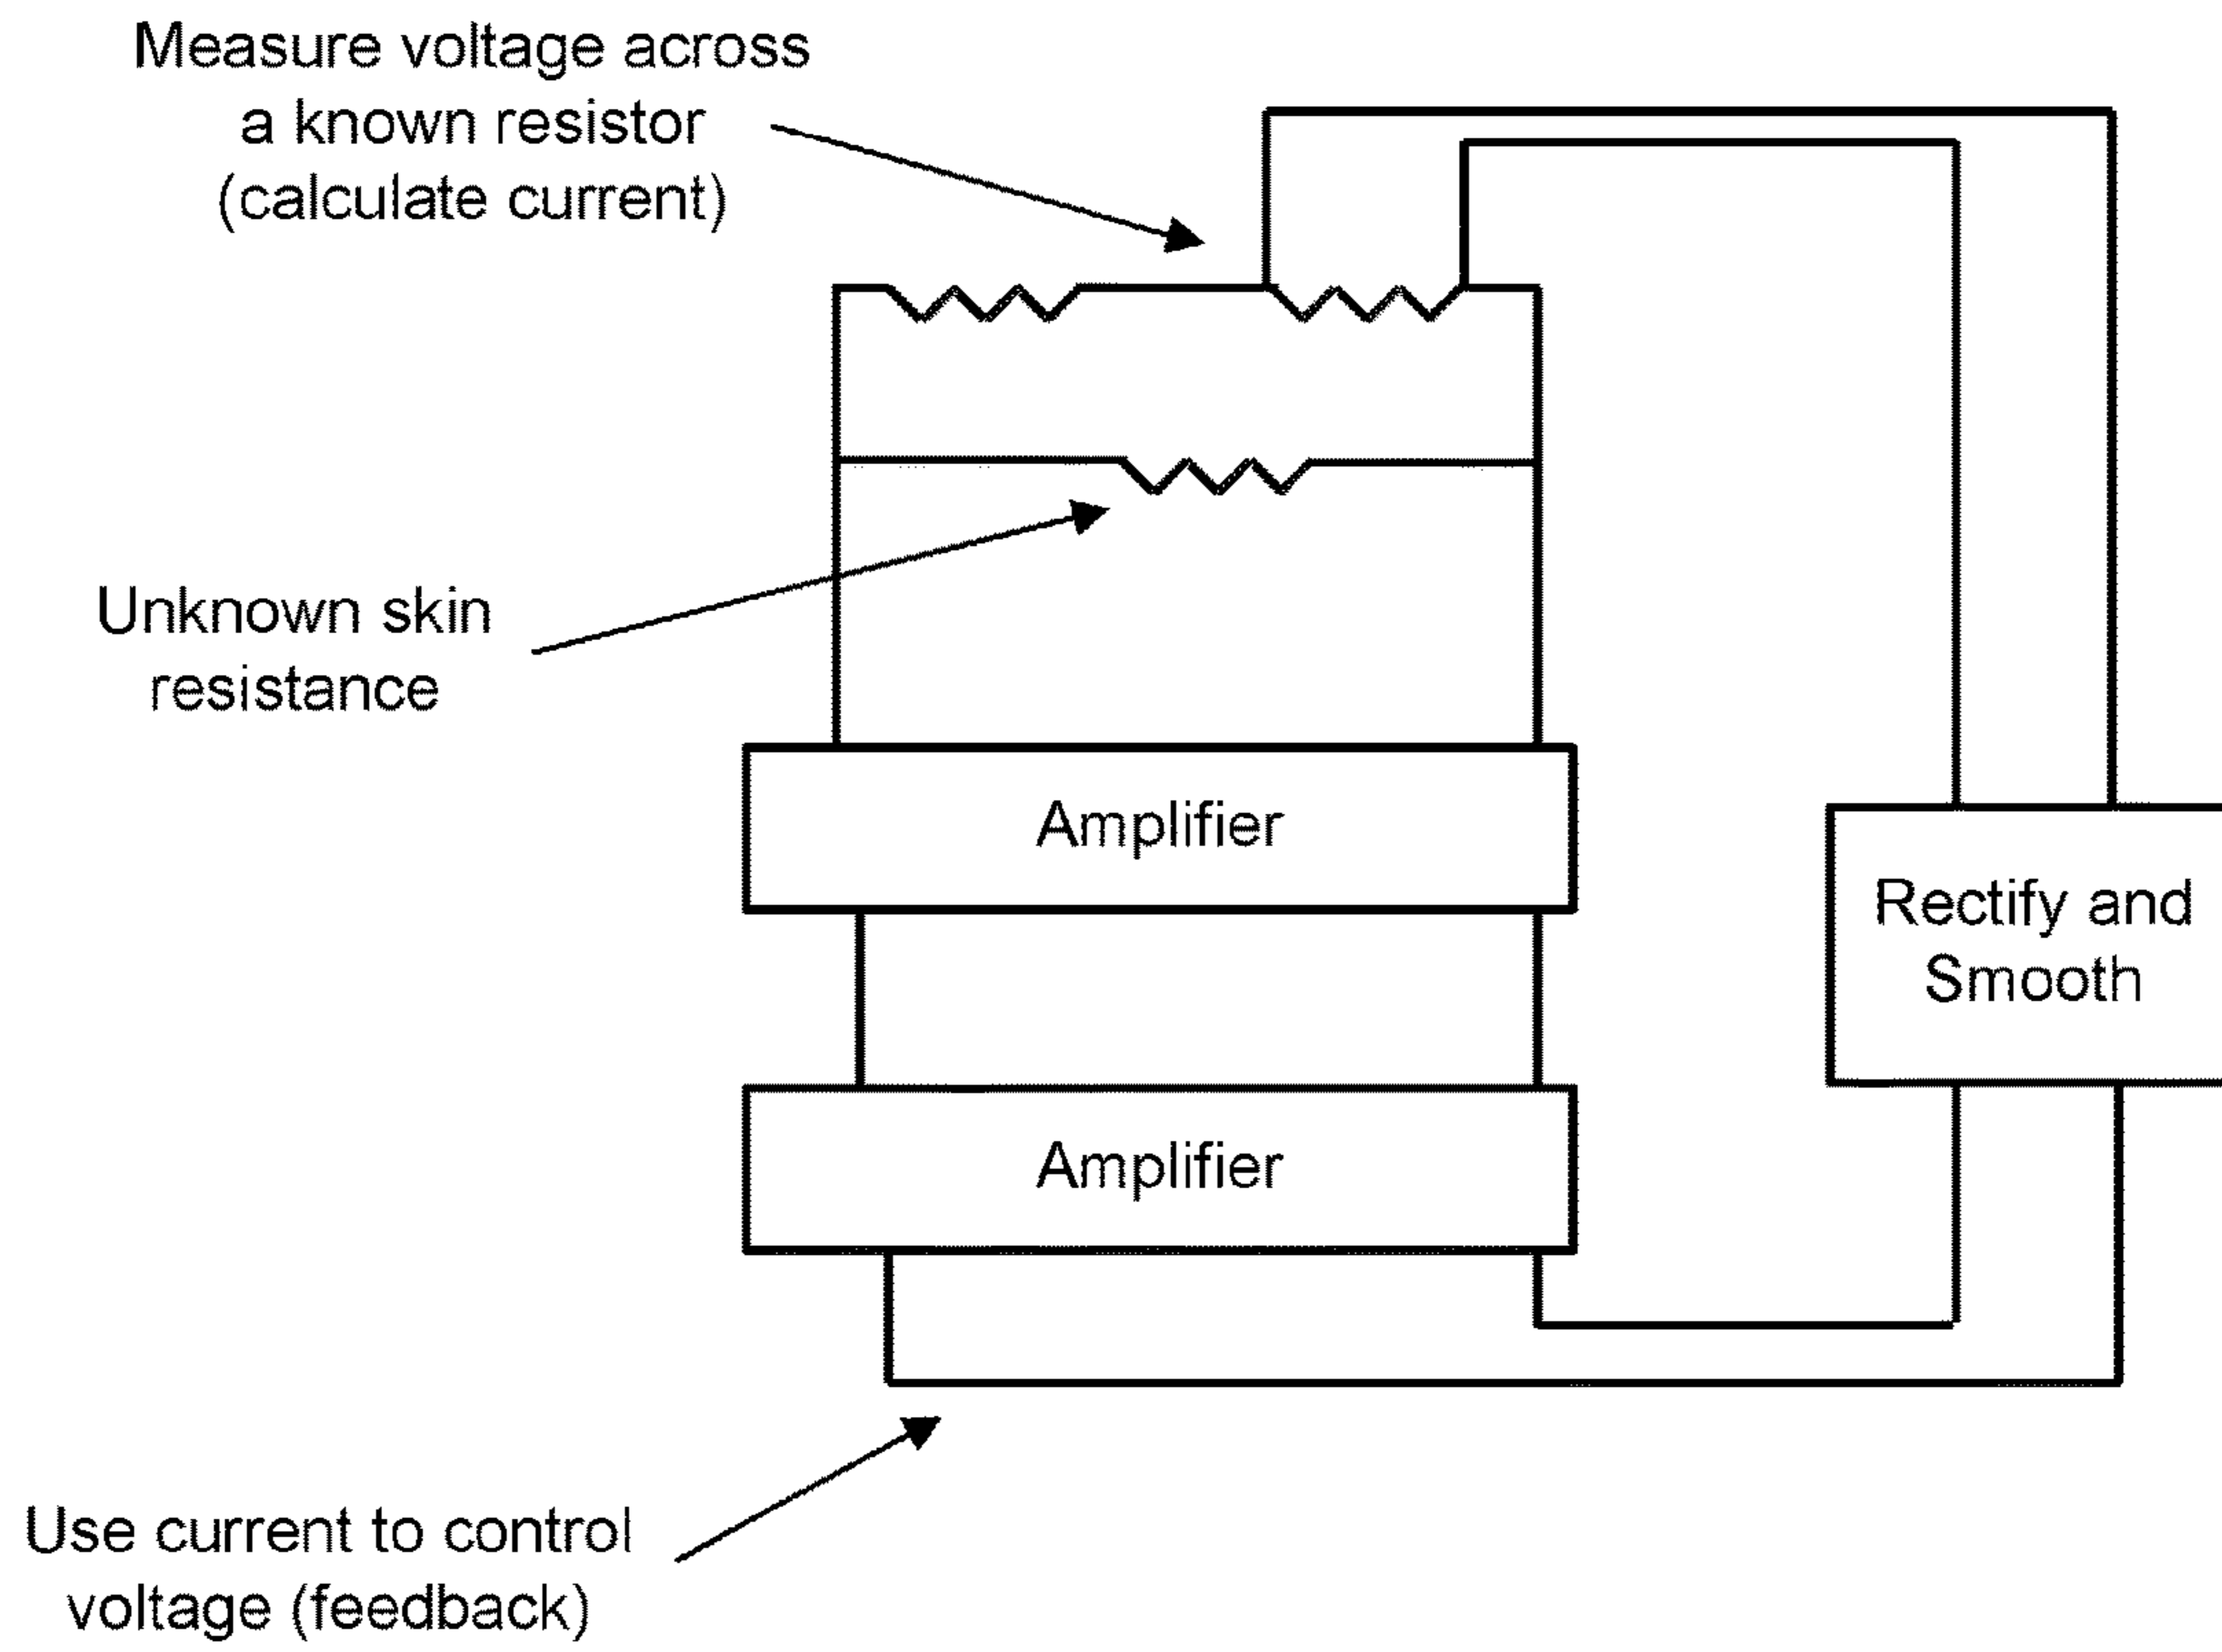 Measure voltage across
a known resistor
(calculate current)
Unknown skin
resistance
Amplifier
Rectify and
Smooth
Amplifier
Use current to control
voltage (feedback)